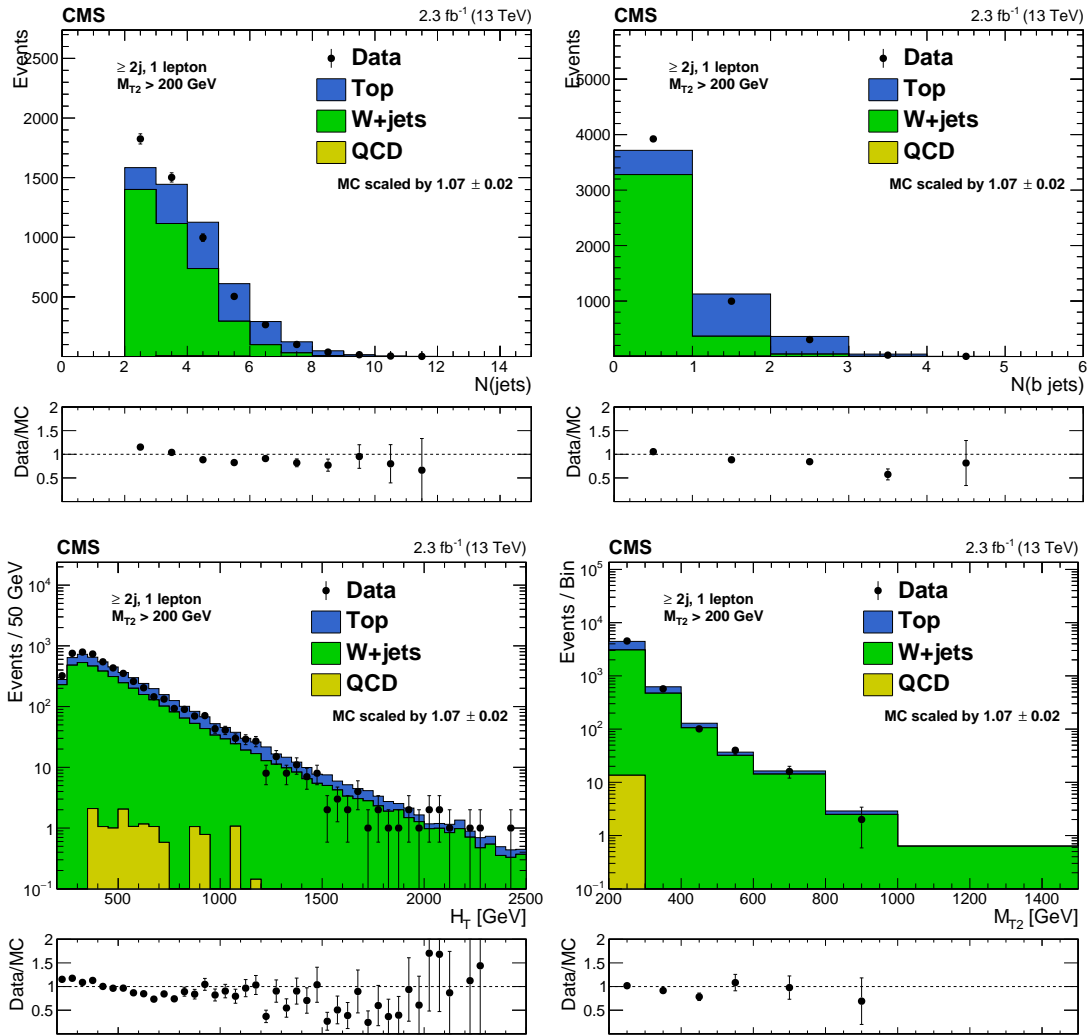 CMS 2.3 fb⁻¹ (13 TeV)
Events
2500
2000
1500
1000
500
≥ 2j, 1 lepton
M_T2 > 200 GeV
Data
Top
W+jets
QCD
MC scaled by 1.07 ± 0.02
0 2 4 6 8 10 12 14
N(jets)
Data/MC
2
1.5
1
0.5
CMS 2.3 fb⁻¹ (13 TeV)
Events
5000
4000
3000
2000
1000
0
≥ 2j, 1 lepton
M_T2 > 200 GeV
Data
Top
W+jets
QCD
MC scaled by 1.07 ± 0.02
0 1 2 3 4 5 6
N(b jets)
Data/MC
2
1.5
1
0.5
CMS 2.3 fb⁻¹ (13 TeV)
Events / 50 GeV
10⁴
10³
10²
10
1
10⁻¹
≥ 2j, 1 lepton
M_T2 > 200 GeV
Data
Top
W+jets
QCD
MC scaled by 1.07 ± 0.02
500 1000 1500 2000 2500
H_T [GeV]
Data/MC
2
1.5
1
0.5
CMS 2.3 fb⁻¹ (13 TeV)
Events / Bin
10⁵
10⁴
10³
10²
10
1
10⁻¹
≥ 2j, 1 lepton
M_T2 > 200 GeV
Data
Top
W+jets
QCD
MC scaled by 1.07 ± 0.02
200 400 600 800 1000 1200 1400
M_T2 [GeV]
Data/MC
2
1.5
1
0.5